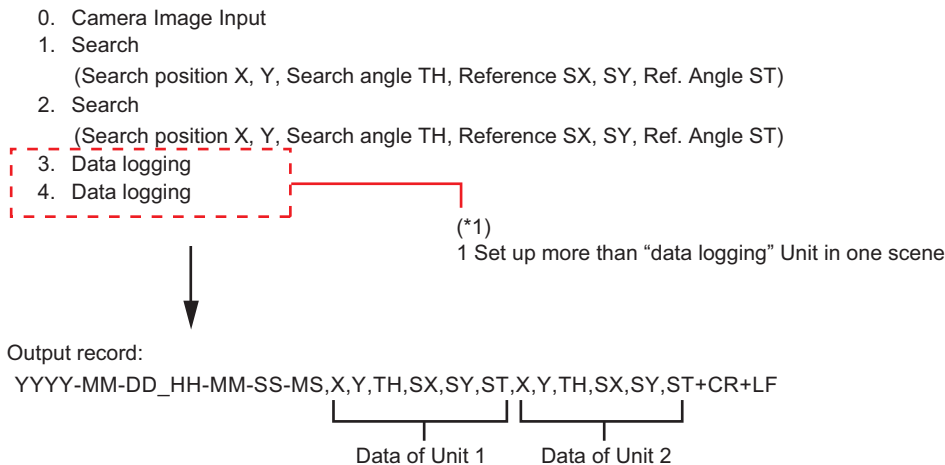 0. Camera Image Input
1. Search
(Search position X, Y, Search angle TH, Reference SX, SY, Ref. Angle ST)
2. Search
(Search position X, Y, Search angle TH, Reference SX, SY, Ref. Angle ST)
3. Data logging
4. Data logging
(*1)
1 Set up more than “data logging” Unit in one scene
Output record:
YYYY-MM-DD_HH-MM-SS-MS,X,Y,TH,SX,SY,ST,X,Y,TH,SX,SY,ST+CR+LF
Data of Unit 1 Data of Unit 2